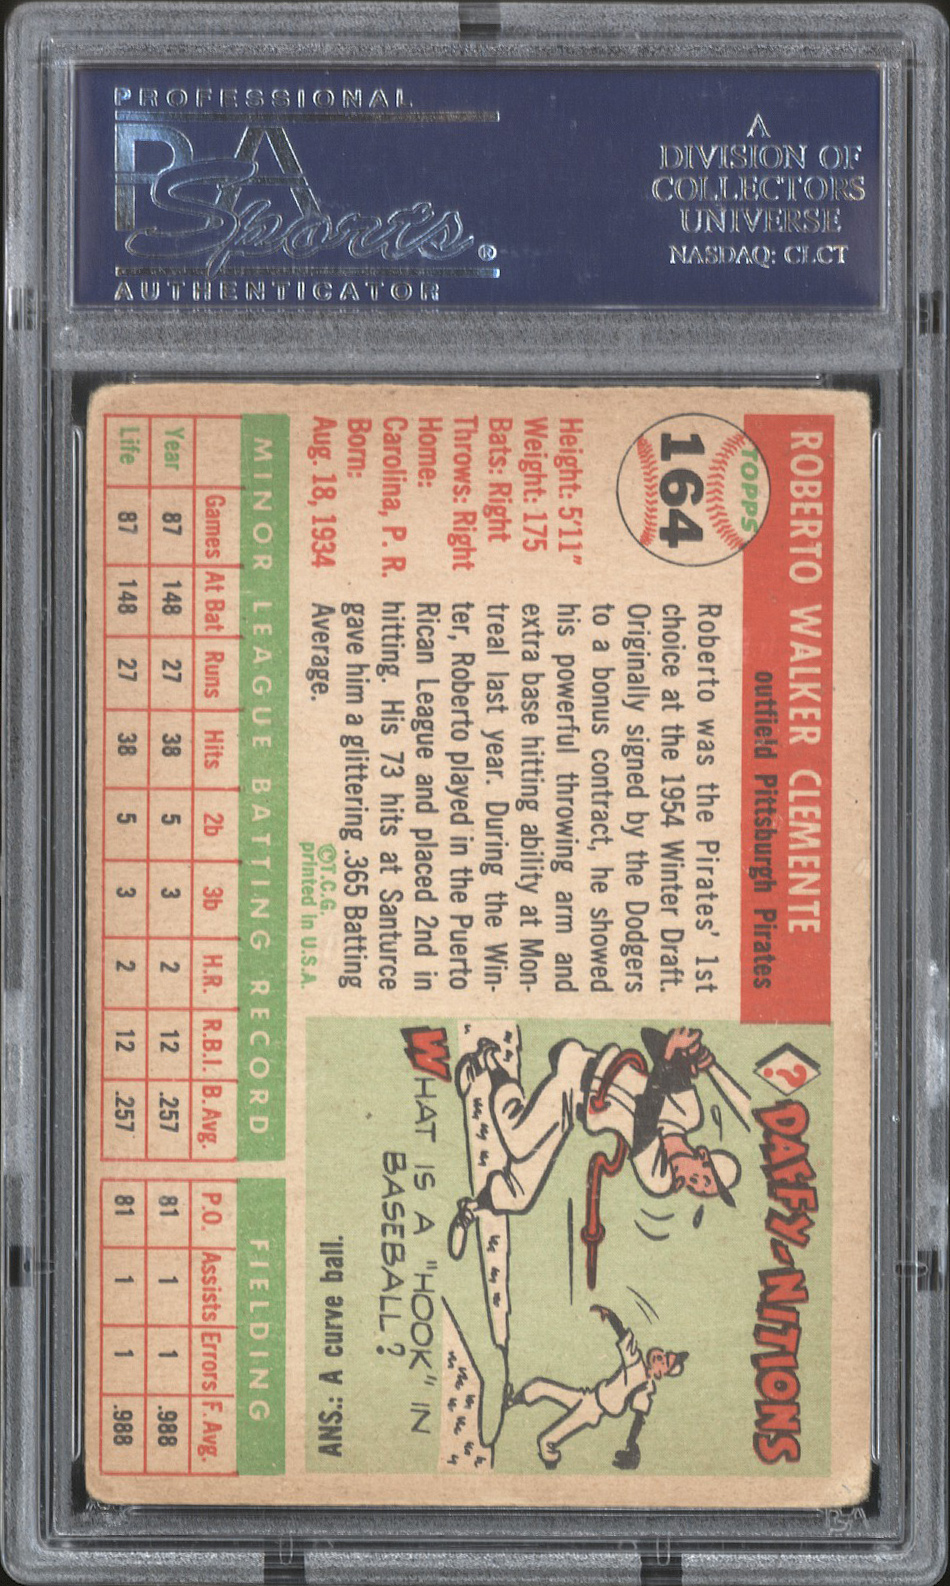 PROFESSIONAL
PSA
Sports®
AUTHENTICATOR
A
DIVISION OF
COLLECTORS
UNIVERSE
NASDAQ: CLCT
TOPPS
164
ROBERTO WALKER CLEMENTE
outfield Pittsburgh Pirates
Height: 5'11"
Weight: 175
Bats: Right
Throws: Right
Home:
Carolina, P. R.
Born:
Aug. 18, 1934
Roberto was the Pirates' 1st
choice at the 1954 Winter Draft.
Originally signed by the Dodgers
to a bonus contract, he showed
his powerful throwing arm and
extra base hitting ability at Mon-
treal last year. During the Win-
ter, Roberto played in the Puerto
Rican League and placed 2nd in
hitting. His 73 hits at Santurce
gave him a glittering .365 Batting
Average.
©T.C.G.
printed in U.S.A.
? DAFFY-NITIONS
WHAT IS A "HOOK" IN
BASEBALL?
ANS.: A curve ball.
MINOR LEAGUE BATTING RECORD
Games At Bat Runs Hits 2b 3b H.R. R.B.I. B. Avg.
Year 87 148 27 38 5 3 2 12 .257
Life 87 148 27 38 5 3 2 12 .257
FIELDING
P.O. Assists Errors F. Avg.
81 1 1 .988
81 1 1 .988